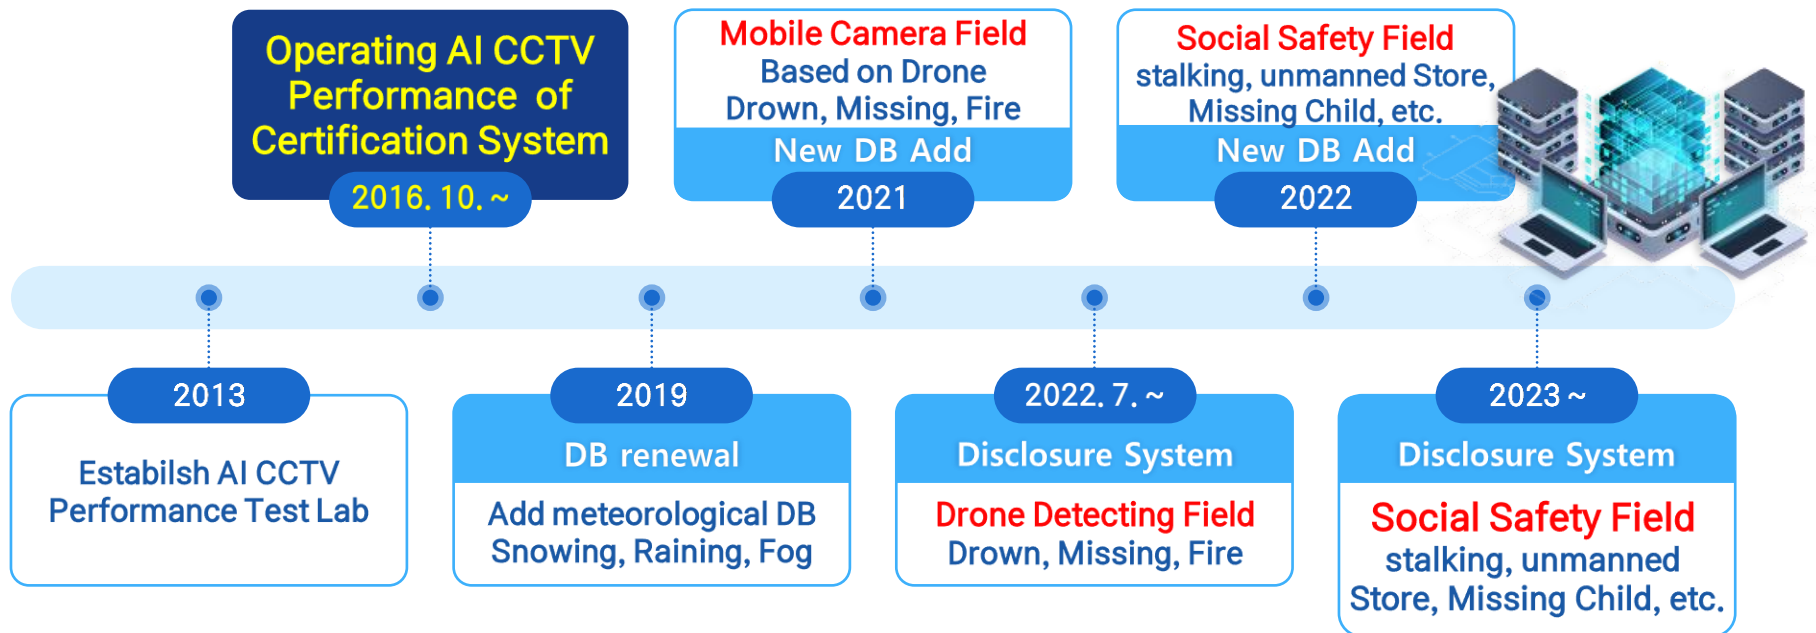 Operating AI CCTV
Performance of
Certification System
2016. 10. ~
Mobile Camera Field
Based on Drone
Drown, Missing, Fire
New DB Add
2021
Social Safety Field
stalking, unmanned Store,
Missing Child, etc.
New DB Add
2022
2013
Estabilsh AI CCTV
Performance Test Lab
2019
DB renewal
Add meteorological DB
Snowing, Raining, Fog
2022. 7. ~
Disclosure System
Drone Detecting Field
Drown, Missing, Fire
2023 ~
Disclosure System
Social Safety Field
stalking, unmanned
Store, Missing Child, etc.